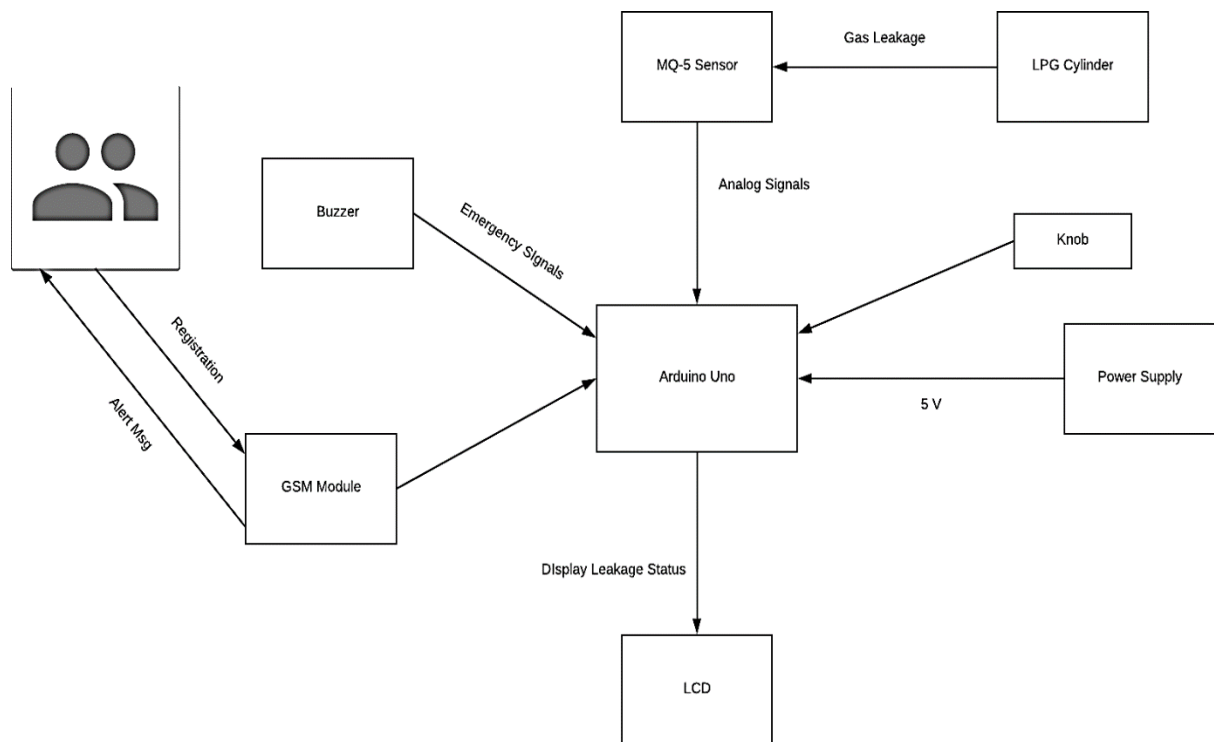 Gas Leakage
MQ-5 Sensor
LPG Cylinder
Analog Signals
Buzzer
Emergency SIgnals
Knob
Registration
Arduino Uno
Power Supply
5 V
Alert Msg
GSM Module
DIsplay Leakage Status
LCD